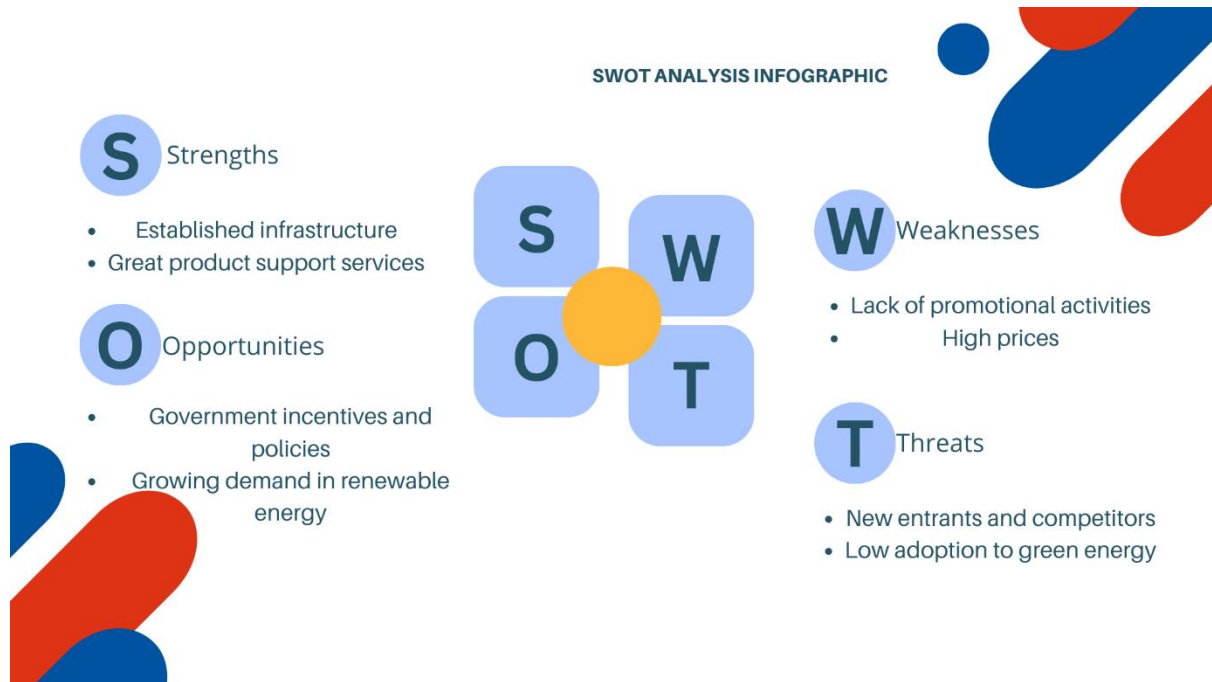 SWOT ANALYSIS INFOGRAPHIC
S Strengths
• Established infrastructure
• Great product support services
O Opportunities
• Government incentives and
policies
• Growing demand in renewable
energy
S
W
O
T
W Weaknesses
• Lack of promotional activities
• High prices
T Threats
• New entrants and competitors
• Low adoption to green energy